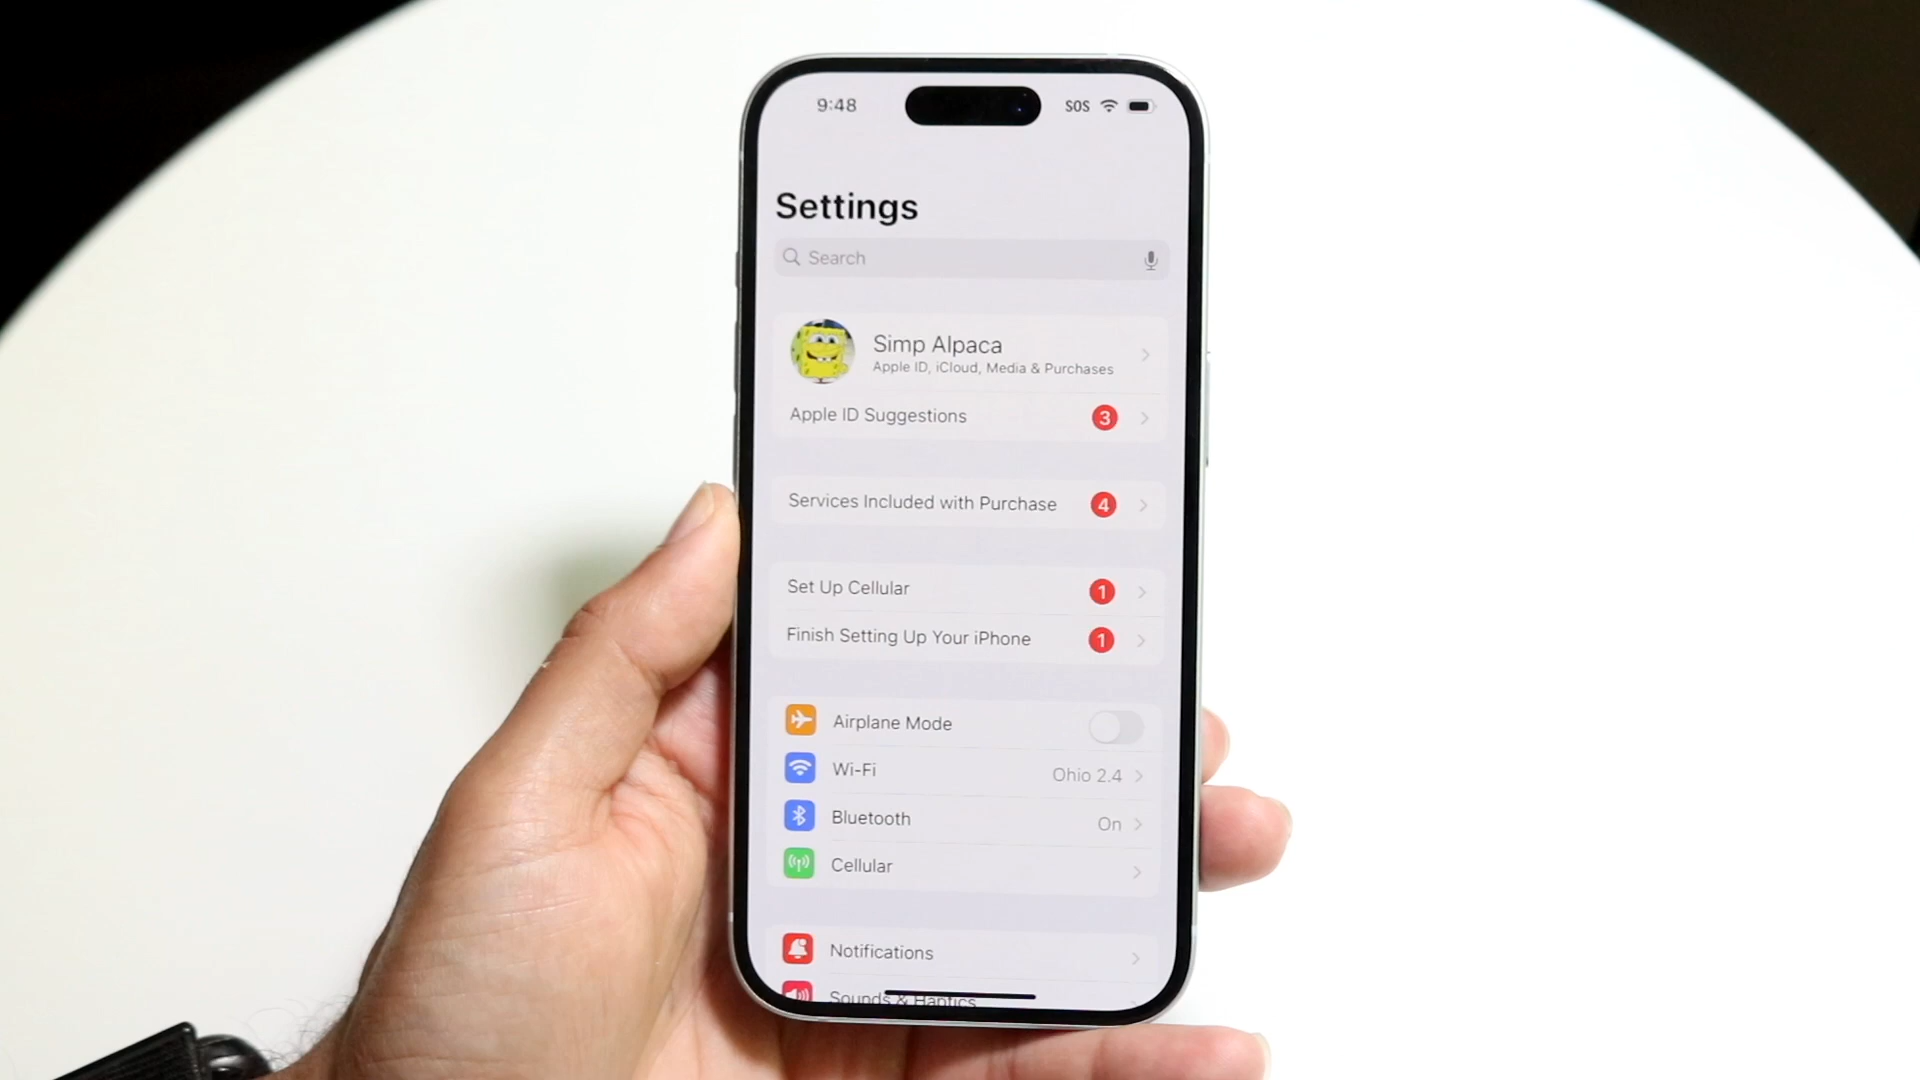 9:48
SOS
Settings
Search
Simp Alpaca
Apple ID, iCloud, Media & Purchases
Apple ID Suggestions
3
Services Included with Purchase
4
Set Up Cellular
1
Finish Setting Up Your iPhone
1
Airplane Mode
Wi-Fi
Ohio 2.4
Bluetooth
On
Cellular
Notifications
Sounds & Haptics